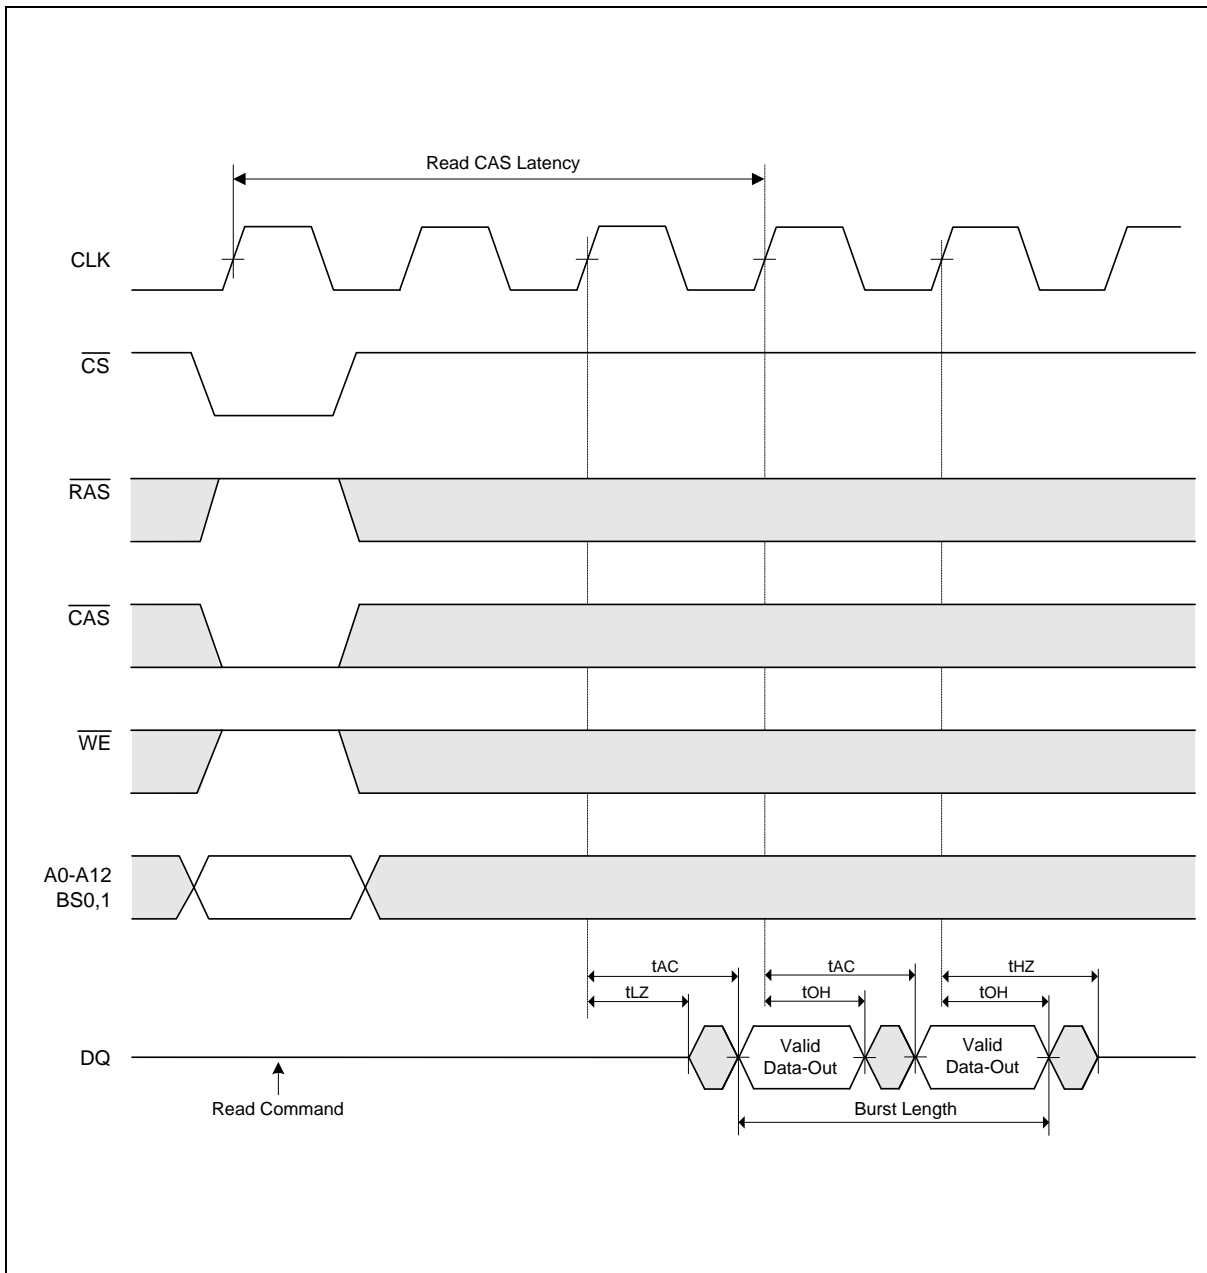 Read CAS Latency
CLK
CS
RAS
CAS
WE
A0-A12
BS0,1
tAC
tAC
tHZ
tLZ
tOH
tOH
DQ
Valid
Data-Out
Valid
Data-Out
Read Command
Burst Length